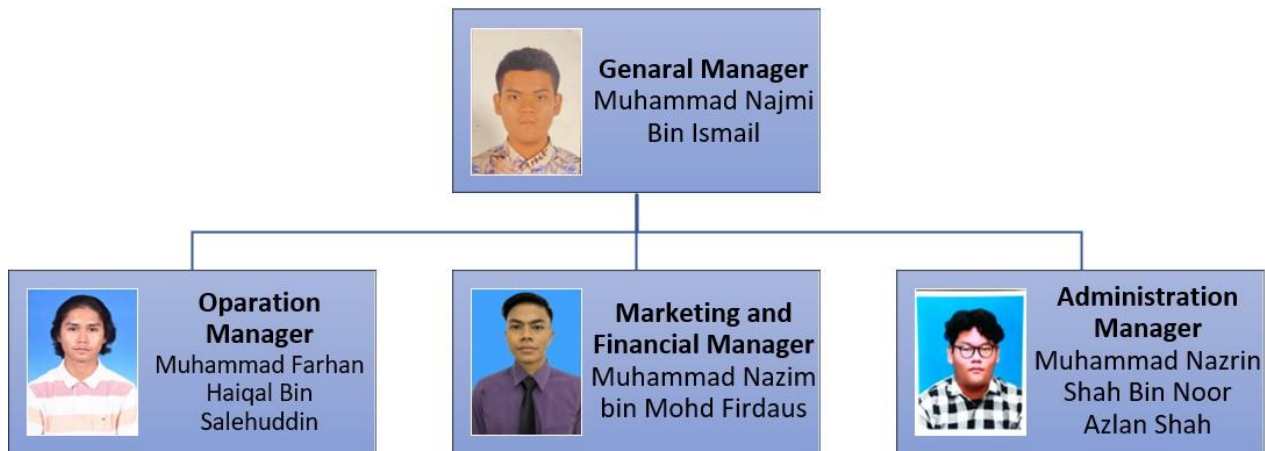 Genaral Manager
Muhammad Najmi
Bin Ismail
Oparation
Manager
Muhammad Farhan
Haiqal Bin
Salehuddin
Marketing and
Financial Manager
Muhammad Nazim
bin Mohd Firdaus
Administration
Manager
Muhammad Nazrin
Shah Bin Noor
Azlan Shah